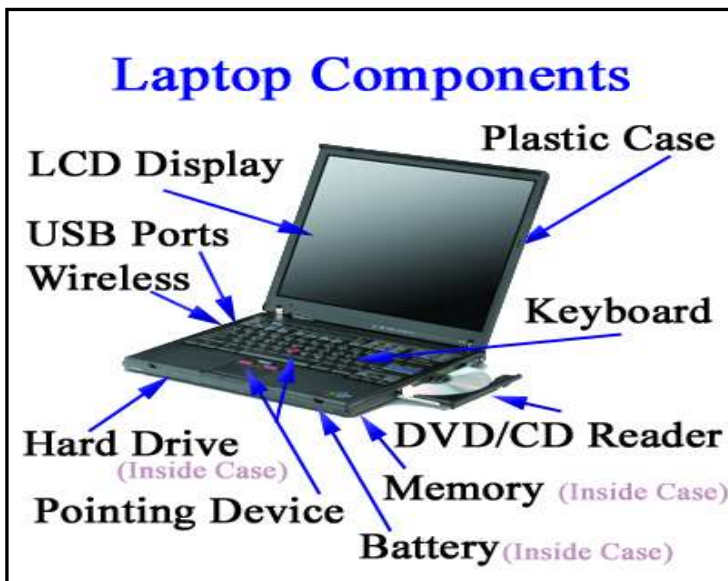 Laptop Components
Plastic Case
LCD Display
USB Ports
Wireless
Keyboard
Hard Drive
(Inside Case)
DVD/CD Reader
Memory (Inside Case)
Pointing Device
Battery (Inside Case)